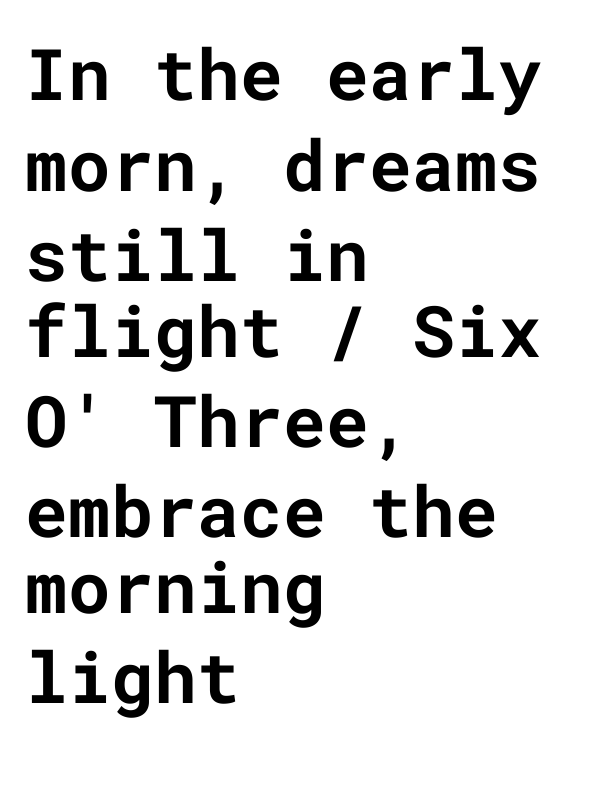 In the early
morn, dreams
still in
flight / Six
O' Three,
embrace the
morning
light